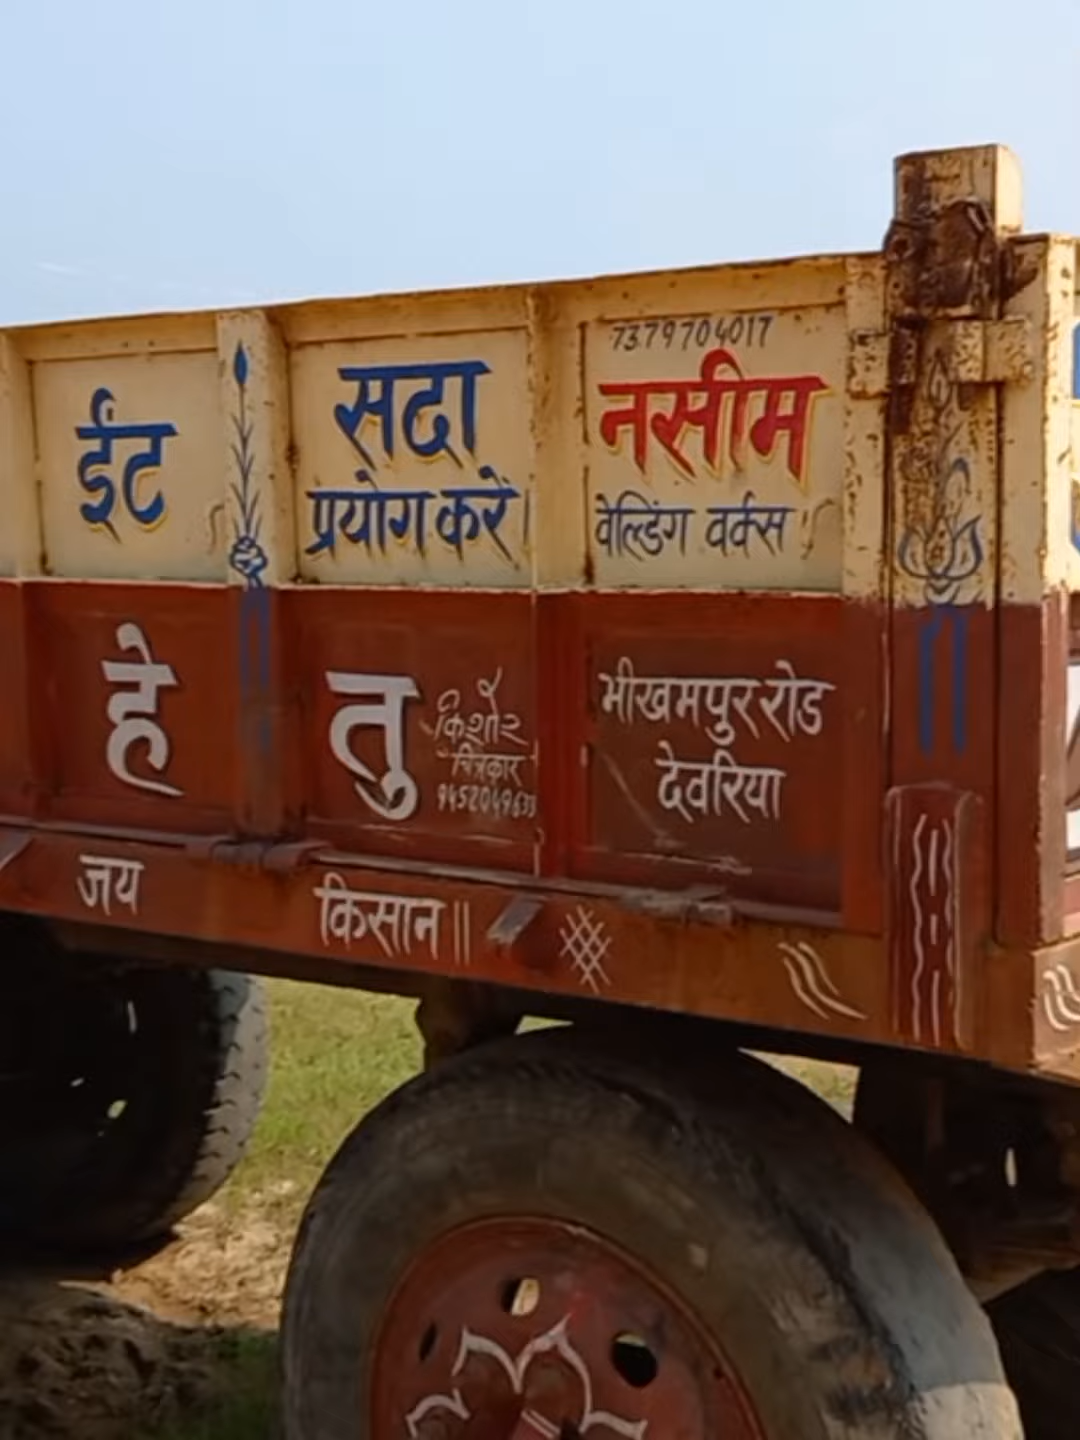 ईंट
सदा
प्रयोग करें
7379704017
नसीम
वेल्डिंग वर्क्स
हे
तु
किशोर
चित्रकार
भीखमपुर रोड
देवरिया
जय
किसान ||